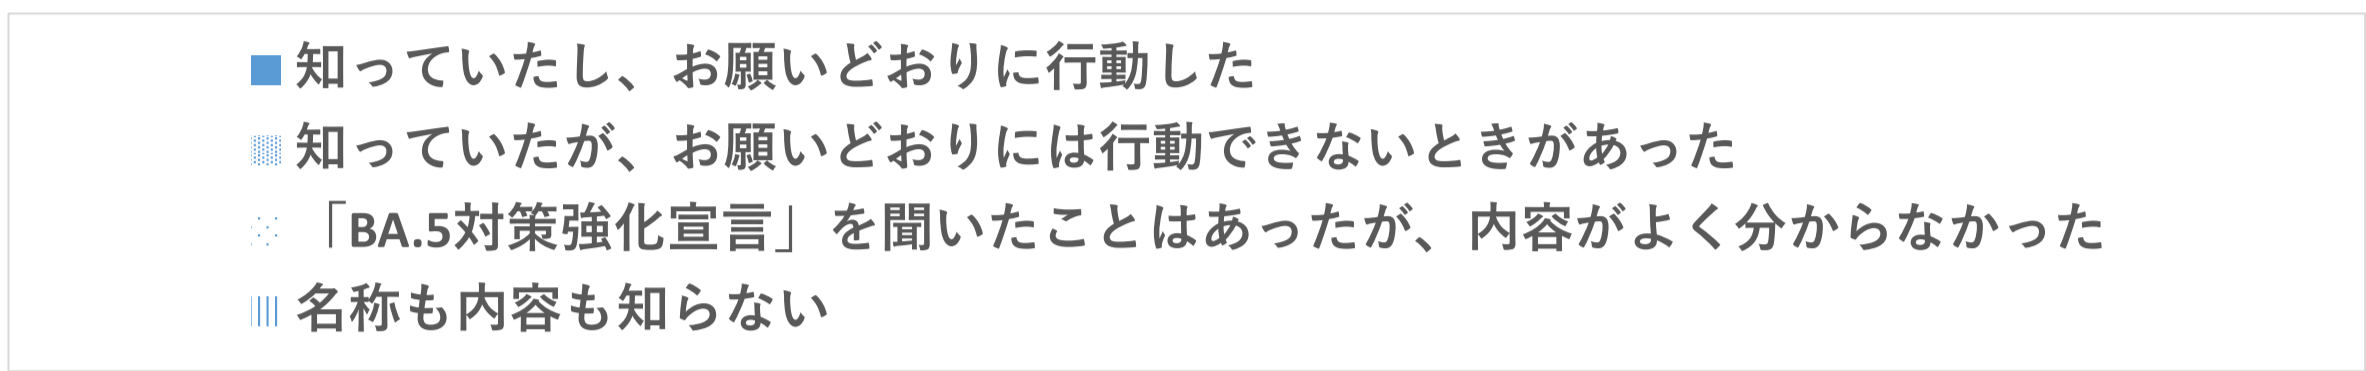 知っていたし、お願いどおりに行動した
知っていたが、お願いどおりには行動できないときがあった
「BA.5対策強化宣言」を聞いたことはあったが、内容がよく分からなかった
名称も内容も知らない